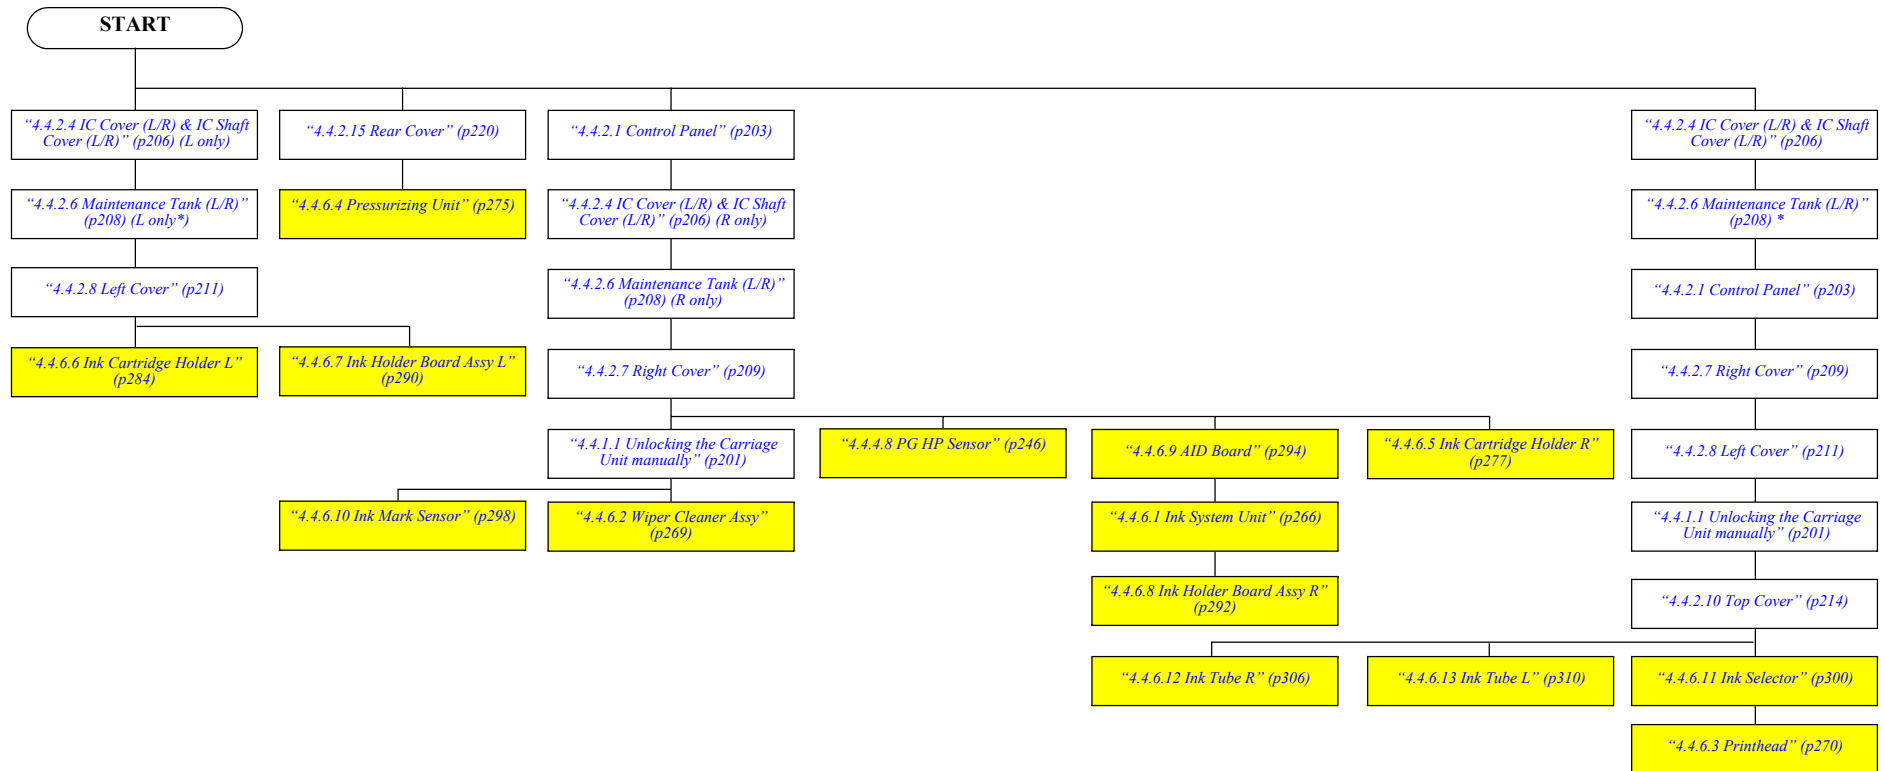 START
“4.4.2.4 IC Cover (L/R) & IC Shaft
Cover (L/R)” (p206) (L only)
“4.4.2.15 Rear Cover” (p220)
“4.4.2.1 Control Panel” (p203)
“4.4.2.4 IC Cover (L/R) & IC Shaft
Cover (L/R)” (p206)
“4.4.2.6 Maintenance Tank (L/R)”
(p208) (L only*)
“4.4.6.4 Pressurizing Unit” (p275)
“4.4.2.4 IC Cover (L/R) & IC Shaft
Cover (L/R)” (p206) (R only)
“4.4.2.6 Maintenance Tank (L/R)”
(p208) *
“4.4.2.8 Left Cover” (p211)
“4.4.2.6 Maintenance Tank (L/R)”
(p208) (R only)
“4.4.2.1 Control Panel” (p203)
“4.4.6.6 Ink Cartridge Holder L”
(p284)
“4.4.6.7 Ink Holder Board Assy L”
(p290)
“4.4.2.7 Right Cover” (p209)
“4.4.2.7 Right Cover” (p209)
“4.4.1.1 Unlocking the Carriage
Unit manually” (p201)
“4.4.4.8 PG HP Sensor” (p246)
“4.4.6.9 AID Board” (p294)
“4.4.6.5 Ink Cartridge Holder R”
(p277)
“4.4.2.8 Left Cover” (p211)
“4.4.6.10 Ink Mark Sensor” (p298)
“4.4.6.2 Wiper Cleaner Assy”
(p269)
“4.4.6.1 Ink System Unit” (p266)
“4.4.1.1 Unlocking the Carriage
Unit manually” (p201)
“4.4.6.8 Ink Holder Board Assy R”
(p292)
“4.4.2.10 Top Cover” (p214)
“4.4.6.12 Ink Tube R” (p306)
“4.4.6.13 Ink Tube L” (p310)
“4.4.6.11 Ink Selector” (p300)
“4.4.6.3 Printhead” (p270)